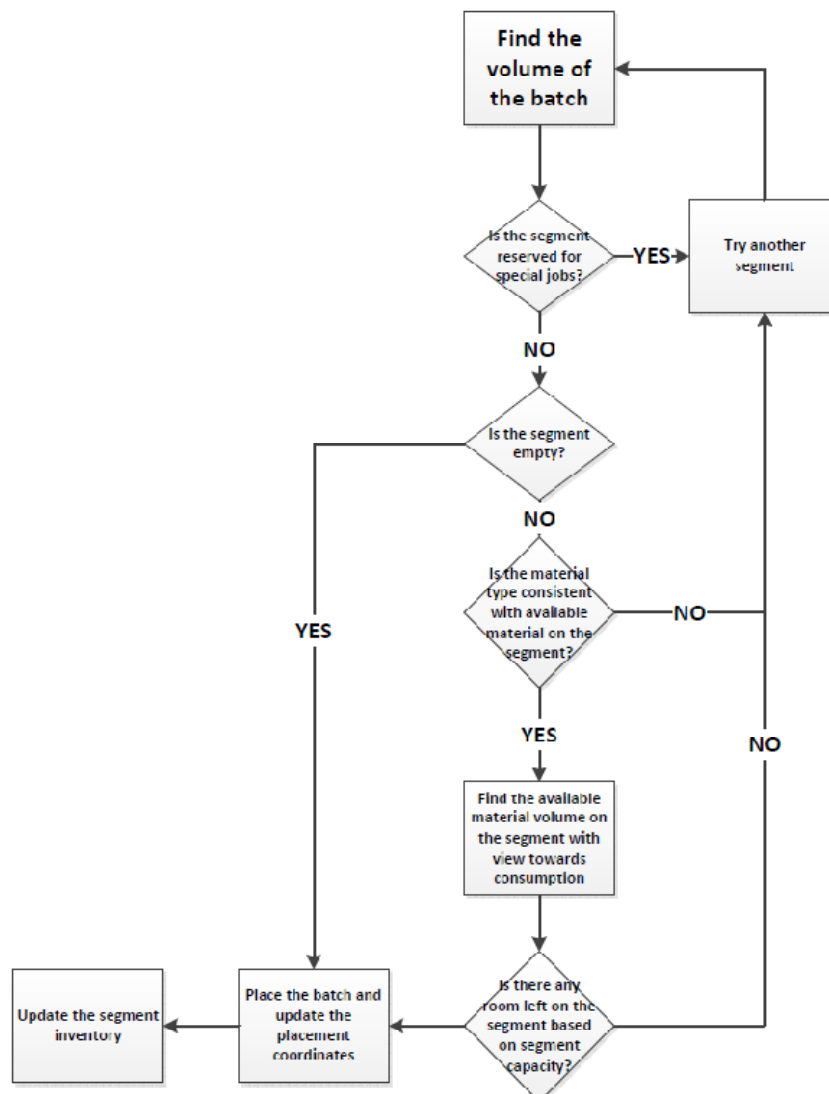 Find the
volume of
the batch
Is the segment
reserved for
special jobs?
YES
Try another
segment
NO
Is the segment
empty?
NO
Is the material
type consistent
with available
material on the
segment?
NO
YES
YES
NO
Find the available
material volume on
the segment with
view towards
consumption
Is there any
room left on the
segment based
on segment
capacity?
Place the batch and
update the
placement
coordinates
Update the segment
inventory